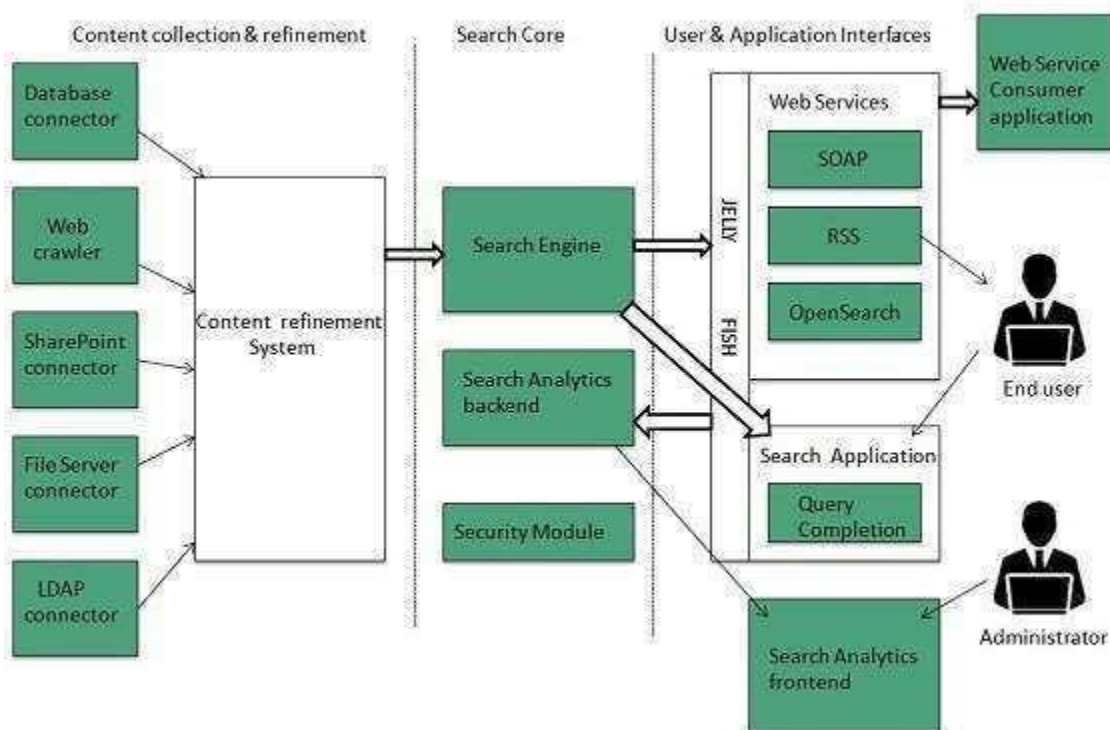 Content collection & refinement
Search Core
User & Application Interfaces
Database
connector
Web
crawler
SharePoint
connector
File Server
connector
LDAP
connector
Content refinement
System
Search Engine
Search Analytics
backend
Security Module
JELLY
FISH
Web Services
SOAP
RSS
OpenSearch
Search Application
Query
Completion
Search Analytics
frontend
Web Service
Consumer
application
End user
Administrator